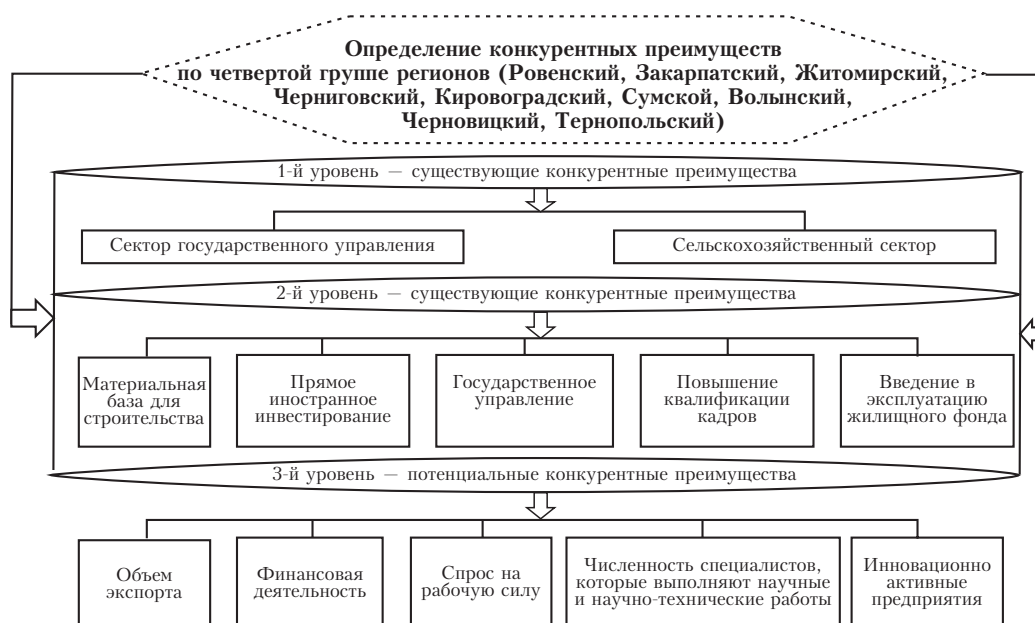 Определение конкурентных преимуществ
по четвертой группе регионов (Ровенский, Закарпатский, Житомирский,
Черниговский, Кировоградский, Сумской, Волынский,
Черновицкий, Тернопольский)
1-й уровень — существующие конкурентные преимущества
Сектор государственного управления
Сельскохозяйственный сектор
2-й уровень — существующие конкурентные преимущества
Материальная
база для
строительства
Прямое
иностранное
инвестирование
Государственное
управление
Повышение
квалификации
кадров
Введение в
эксплуатацию
жилищного фонда
3-й уровень — потенциальные конкурентные преимущества
Объем
экспорта
Финансовая
деятельность
Спрос на
рабочую силу
Численность специалистов,
которые выполняют научные
и научно-технические работы
Инновационно
активные
предприятия